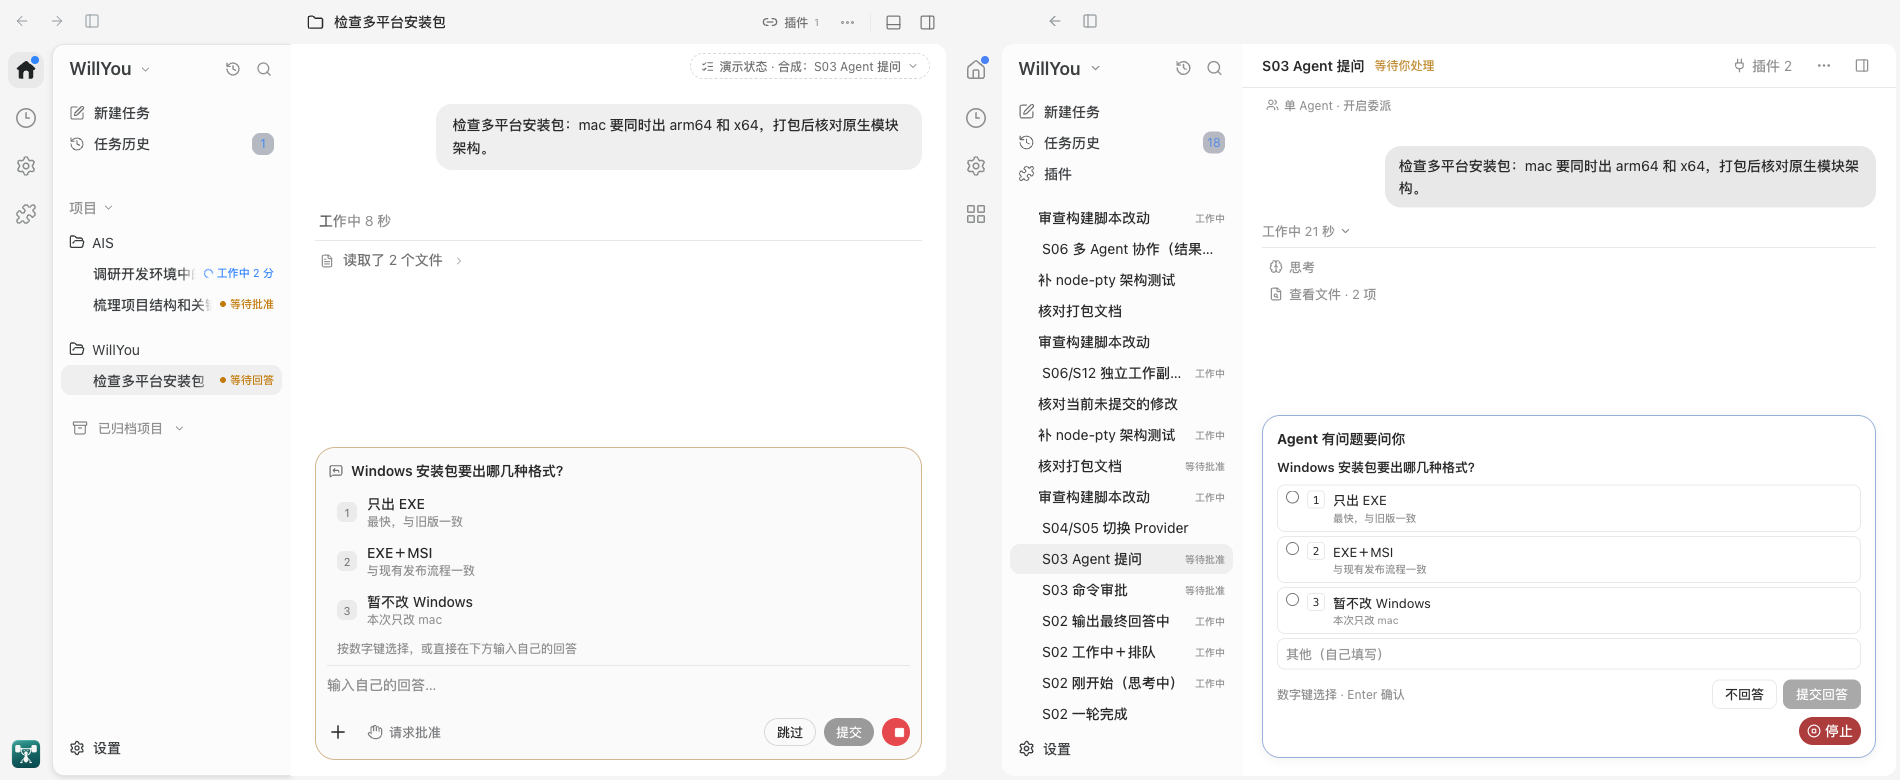 检查多平台安装包
插件 1
WillYou
新建任务
任务历史
1
项目
AIS
调研开发环境中
工作中 2 分
梳理项目结构和关
等待批准
WillYou
检查多平台安装包
等待回答
已归档项目
设置
演示状态 · 合成：S03 Agent 提问
检查多平台安装包：mac 要同时出 arm64 和 x64，打包后核对原生模块
架构。
工作中 8 秒
读取了 2 个文件
Windows 安装包要出哪几种格式？
1
只出 EXE
最快，与旧版一致
2
EXE＋MSI
与现有发布流程一致
3
暂不改 Windows
本次只改 mac
按数字键选择，或直接在下方输入自己的回答
输入自己的回答...
请求批准
跳过
提交
WillYou
新建任务
任务历史
18
插件
审查构建脚本改动
工作中
S06 多 Agent 协作（结果...
补 node-pty 架构测试
核对打包文档
审查构建脚本改动
S06/S12 独立工作副...
工作中
核对当前未提交的修改
补 node-pty 架构测试
工作中
核对打包文档
等待批准
审查构建脚本改动
工作中
S04/S05 切换 Provider
S03 Agent 提问
等待批准
S03 命令审批
等待批准
S02 输出最终回答中
工作中
S02 工作中＋排队
工作中
S02 刚开始（思考中）
工作中
S02 一轮完成
设置
S03 Agent 提问
等待你处理
插件 2
单 Agent · 开启委派
检查多平台安装包：mac 要同时出 arm64 和 x64，打包后核对原生模块架
构。
工作中 21 秒
思考
查看文件 · 2 项
Agent 有问题要问你
Windows 安装包要出哪几种格式？
1
只出 EXE
最快，与旧版一致
2
EXE＋MSI
与现有发布流程一致
3
暂不改 Windows
本次只改 mac
其他（自己填写）
数字键选择 · Enter 确认
不回答
提交回答
停止